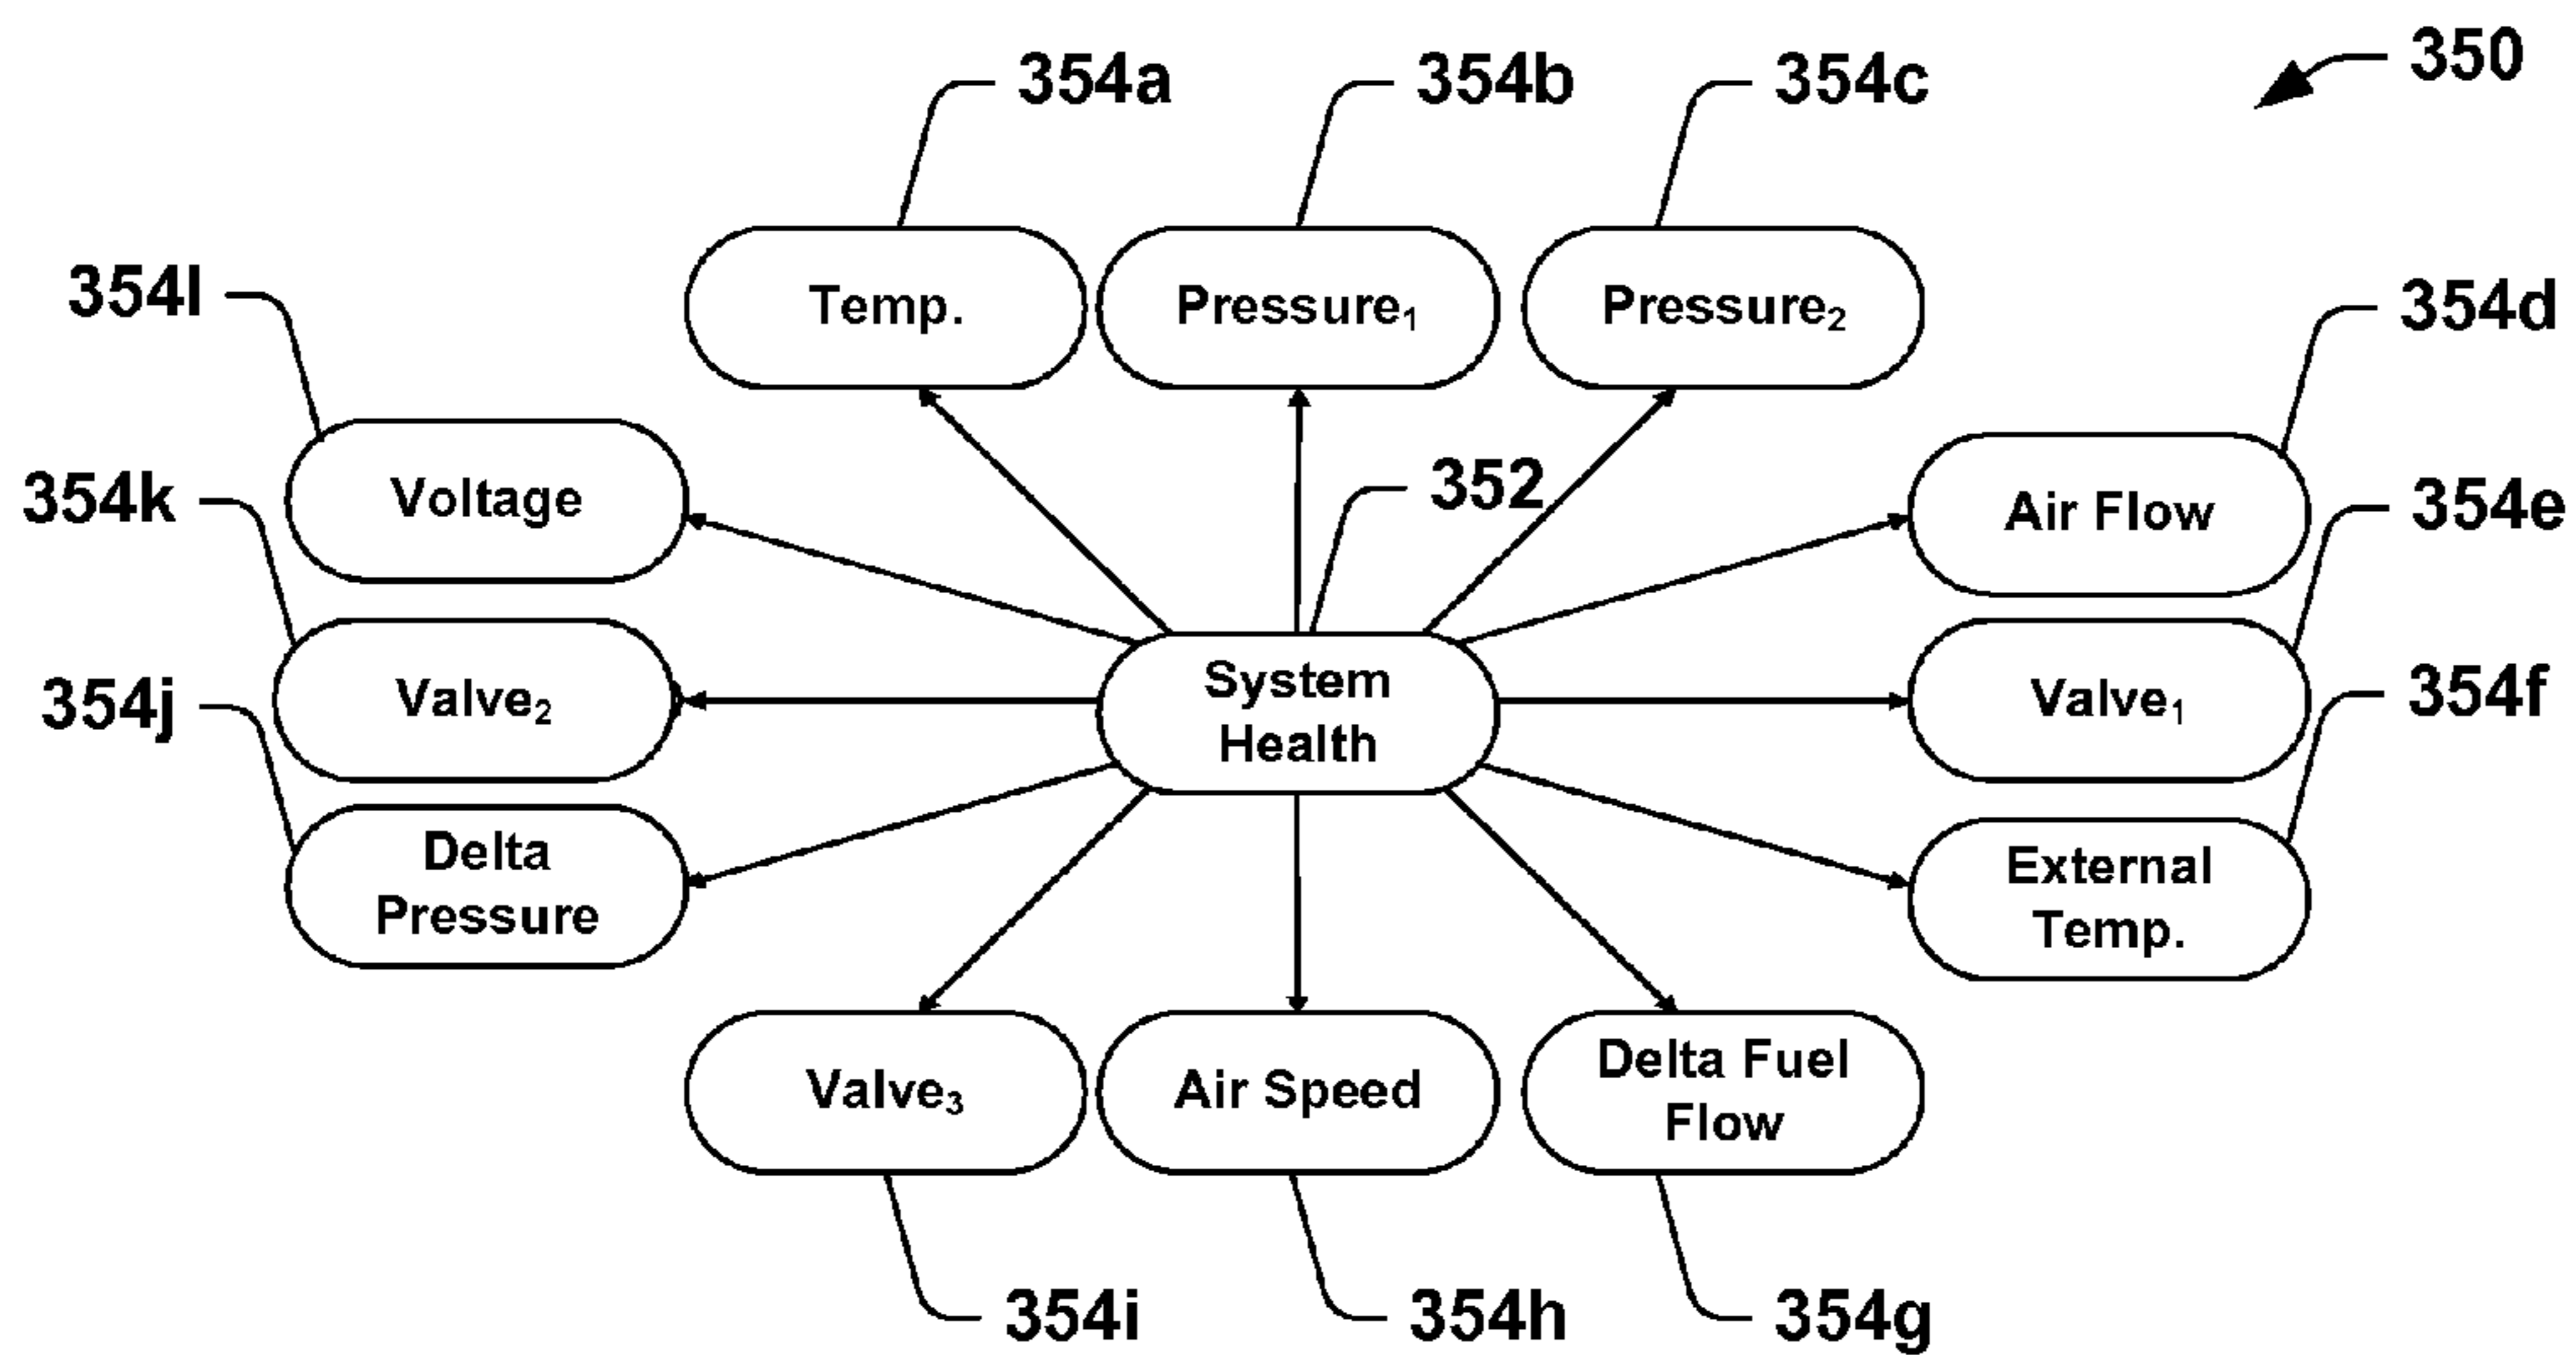 350
354a
354b
354c
354l
354d
Temp.
Pressure₁
Pressure₂
354k
Voltage
352
Air Flow
354e
354j
Valve₂
System
Health
Valve₁
354f
Delta
Pressure
External
Temp.
Valve₃
Air Speed
Delta Fuel
Flow
354i
354h
354g